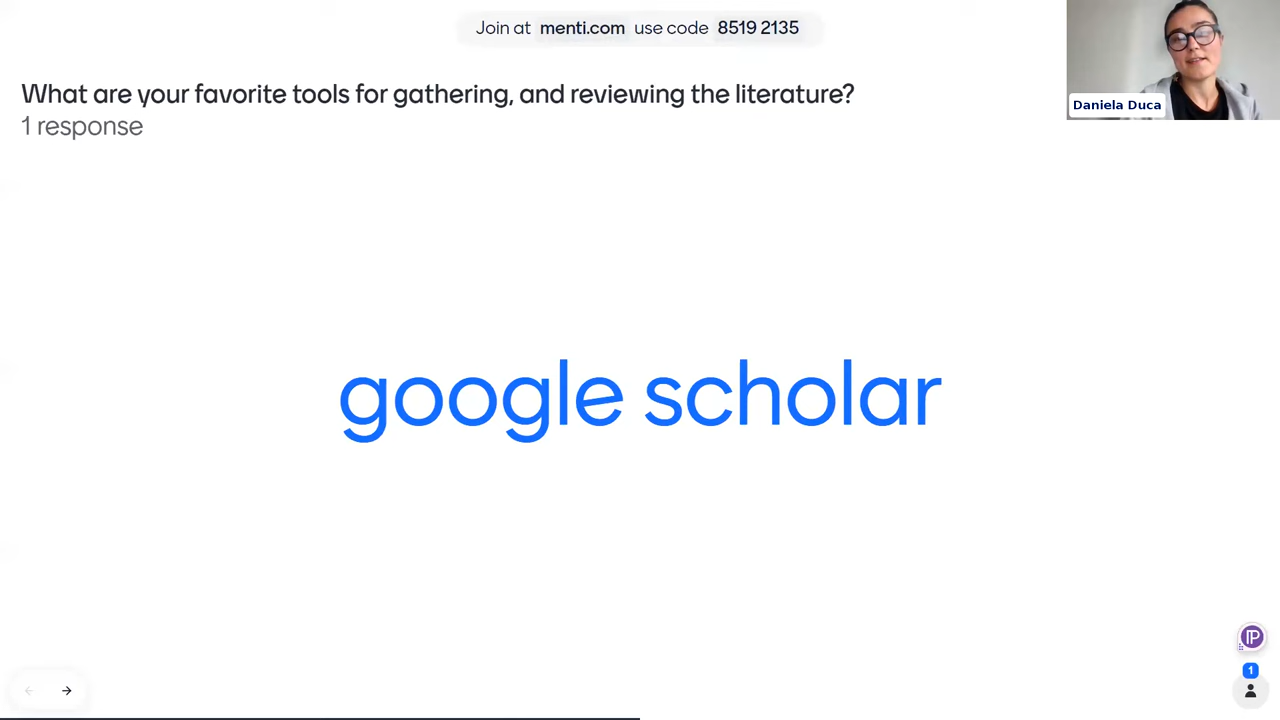 Join at menti.com use code 8519 2135
What are your favorite tools for gathering, and reviewing the literature?
1 response
Daniela Duca
google scholar
IP
1